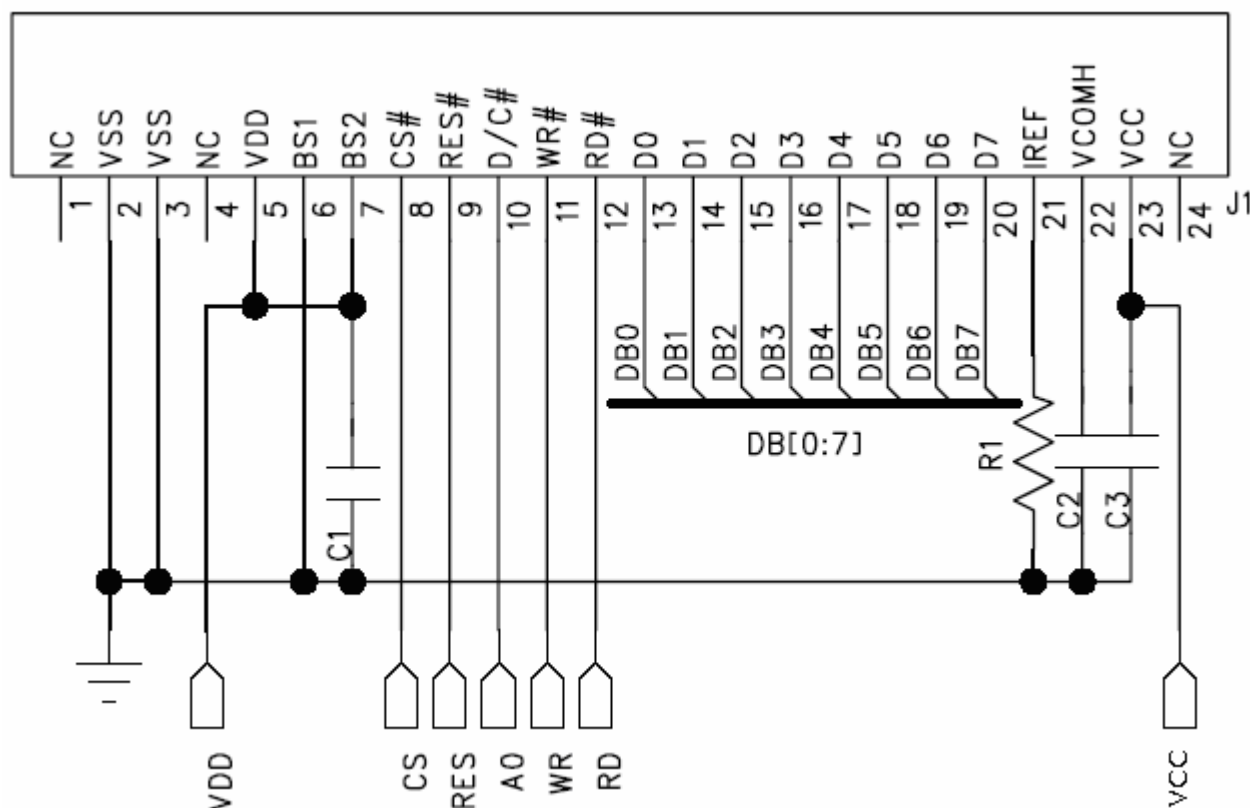 NC
VSS
VSS
NC
VDD
BS1
BS2
CS#
RES#
D/C#
WR#
RD#
D0
D1
D2
D3
D4
D5
D6
D7
IREF
VCOMH
VCC
NC
1
2
3
4
5
6
7
8
9
10
11
12
13
14
15
16
17
18
19
20
21
22
23
24
J1
DB0
DB1
DB2
DB3
DB4
DB5
DB6
DB7
DB[0:7]
R1
C1
C2
C3
VDD
CS
RES
A0
WR
RD
VCC